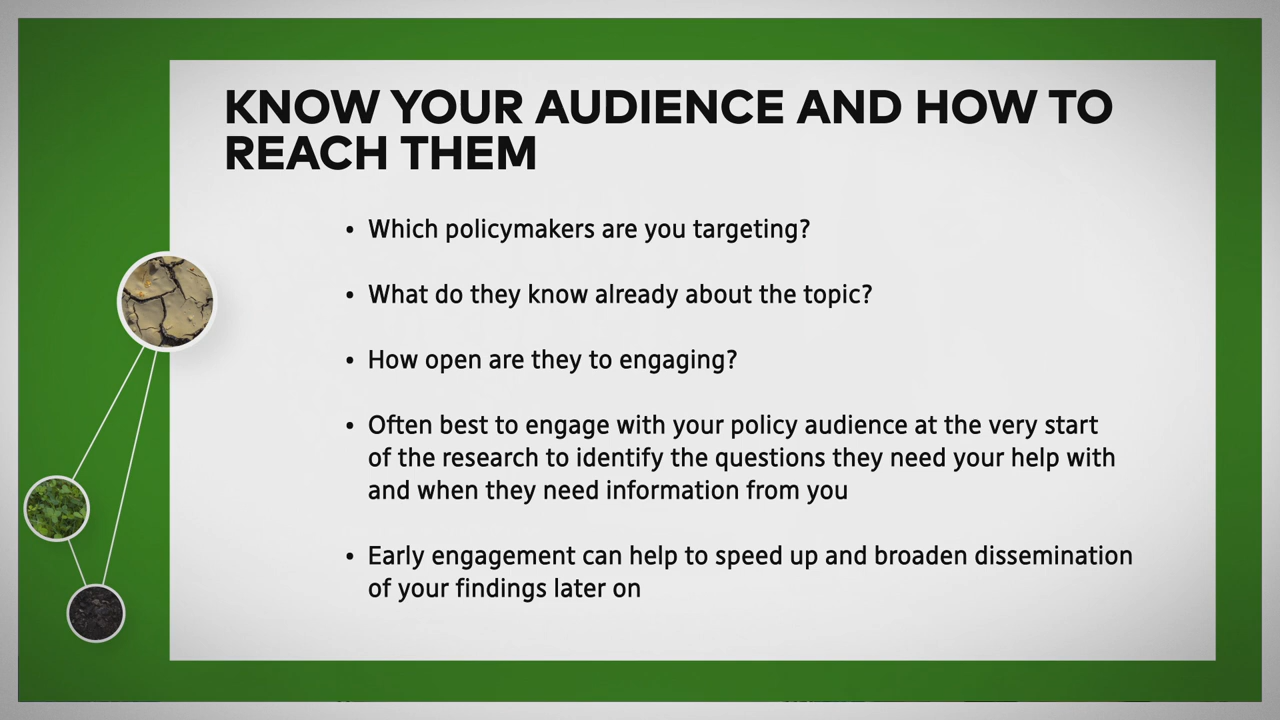 KNOW YOUR AUDIENCE AND HOW TO
REACH THEM
• Which policymakers are you targeting?
• What do they know already about the topic?
• How open are they to engaging?
• Often best to engage with your policy audience at the very start
of the research to identify the questions they need your help with
and when they need information from you
• Early engagement can help to speed up and broaden dissemination
of your findings later on